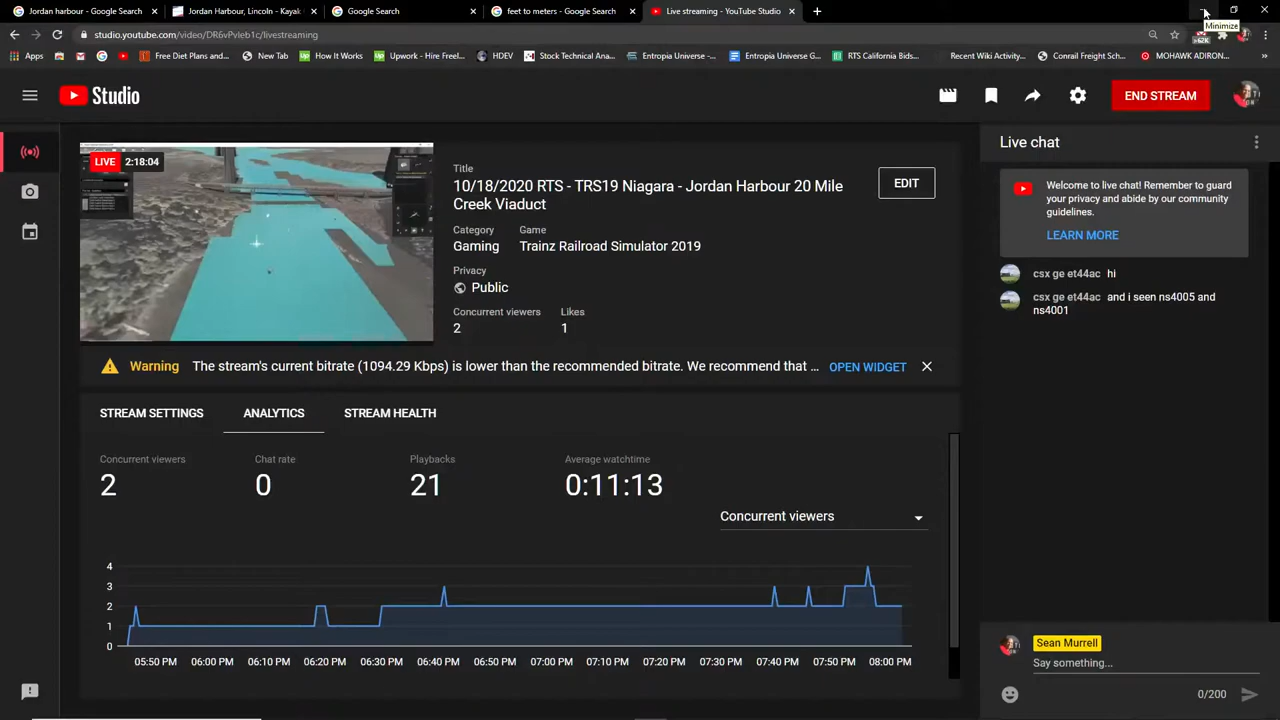 Jordan harbour - Google Search
Jordan Harbour, Lincoln - Kayak
Google Search
feet to meters - Google Search
Live streaming - YouTube Studio
Minimize
studio.youtube.com/video/DR6vPvIeb1c/livestreaming
Apps
Free Diet Plans and...
New Tab
How It Works
Upwork - Hire Freel...
HDEV
Stock Technical Ana...
Entropia Universe -...
Entropia Universe G...
RTS California Bids...
Recent Wiki Activity...
Conrail Freight Sch...
MOHAWK ADIRON...
Studio
END STREAM
LIVE 2:18:04
Title
10/18/2020 RTS - TRS19 Niagara - Jordan Harbour/20 Mile
Creek Viaduct
EDIT
Category
Game
Gaming
Trainz Railroad Simulator 2019
Privacy
Public
Concurrent viewers
Likes
2
1
Warning The stream's current bitrate (1094.29 Kbps) is lower than the recommended bitrate. We recommend that ... OPEN WIDGET
STREAM SETTINGS
ANALYTICS
STREAM HEALTH
Concurrent viewers
Chat rate
Playbacks
Average watchtime
2
0
21
0:11:13
Concurrent viewers
4
3
2
1
0
05:50 PM 06:00 PM 06:10 PM 06:20 PM 06:30 PM 06:40 PM 06:50 PM 07:00 PM 07:10 PM 07:20 PM 07:30 PM 07:40 PM 07:50 PM 08:00 PM
Live chat
Welcome to live chat! Remember to guard
your privacy and abide by our community
guidelines.
LEARN MORE
csx ge et44ac hi
csx ge et44ac and i seen ns4005 and
ns4001
Sean Murrell
Say something...
0/200